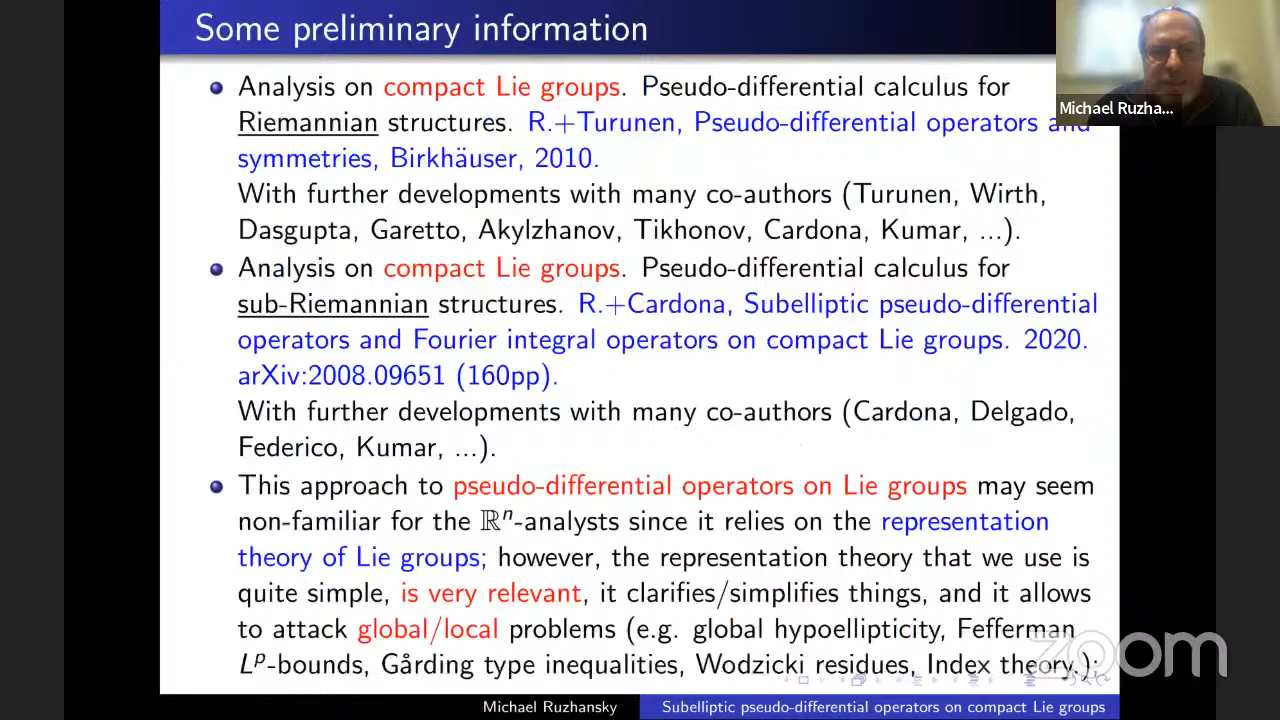 Some preliminary information
Michael Ruzha...
Analysis on compact Lie groups. Pseudo-differential calculus for
Riemannian structures. R.+Turunen, Pseudo-differential operators and
symmetries, Birkhäuser, 2010.
With further developments with many co-authors (Turunen, Wirth,
Dasgupta, Garetto, Akylzhanov, Tikhonov, Cardona, Kumar, ...).
Analysis on compact Lie groups. Pseudo-differential calculus for
sub-Riemannian structures. R.+Cardona, Subelliptic pseudo-differential
operators and Fourier integral operators on compact Lie groups. 2020.
arXiv:2008.09651 (160pp).
With further developments with many co-authors (Cardona, Delgado,
Federico, Kumar, ...).
This approach to pseudo-differential operators on Lie groups may seem
non-familiar for the ℝⁿ-analysts since it relies on the representation
theory of Lie groups; however, the representation theory that we use is
quite simple, is very relevant, it clarifies/simplifies things, and it allows
to attack global/local problems (e.g. global hypoellipticity, Fefferman
Lᵖ-bounds, Gårding type inequalities, Wodzicki residues, Index theory.);
zoom
Michael Ruzhansky
Subelliptic pseudo-differential operators on compact Lie groups